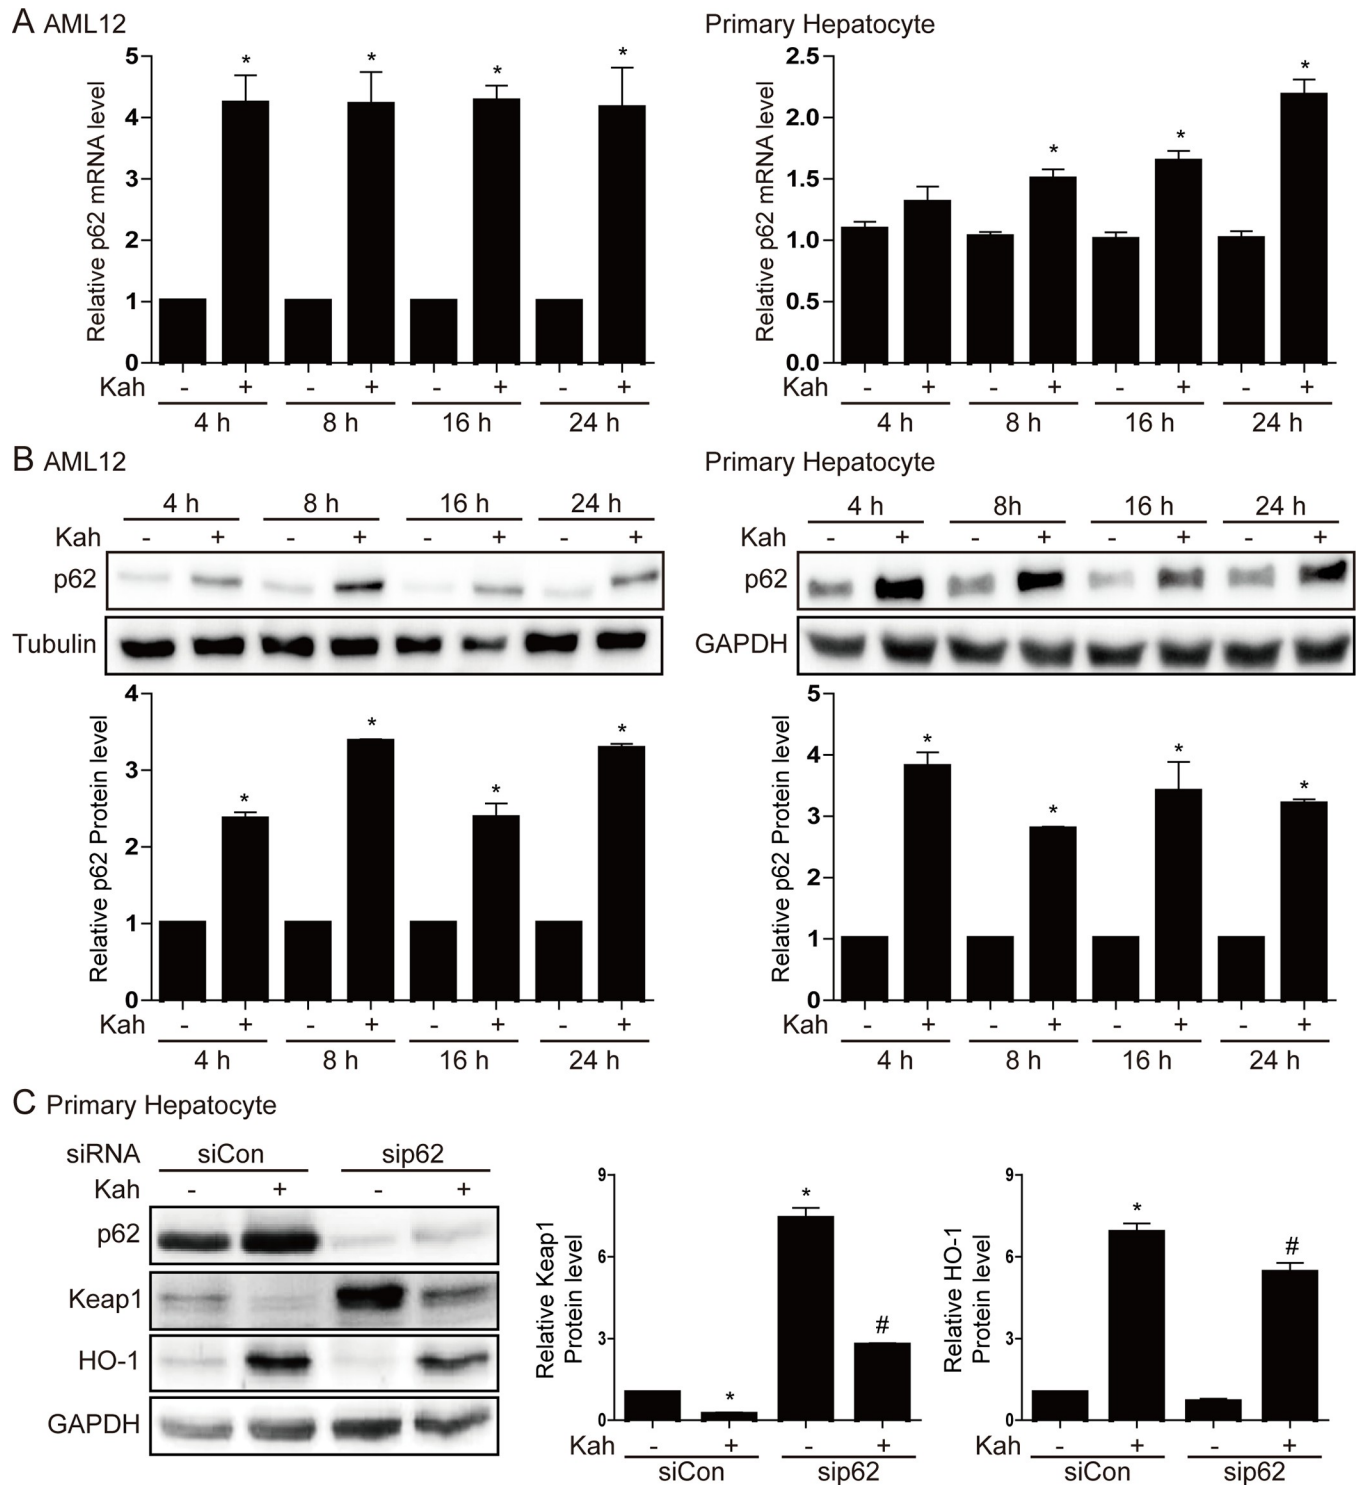 A AML12
Primary Hepatocyte
Relative p62 mRNA level
5
4
3
2
1
0
* * * *
Kah - + - + - + - +
4 h 8 h 16 h 24 h
Relative p62 mRNA level
2.5
2.0
1.5
1.0
0.5
0.0
* * *
Kah - + - + - + - +
4 h 8 h 16 h 24 h
B AML12
4 h 8 h 16 h 24 h
Kah - + - + - + - +
p62
Tubulin
Relative p62 Protein level
4
3
2
1
0
* * * *
Kah - + - + - + - +
4 h 8 h 16 h 24 h
Primary Hepatocyte
4 h 8h 16 h 24 h
Kah - + - + - + - +
p62
GAPDH
Relative p62 Protein level
5
4
3
2
1
0
* * * *
Kah - + - + - + - +
4 h 8 h 16 h 24 h
C Primary Hepatocyte
siRNA siCon sip62
Kah - + - +
p62
Keap1
HO-1
GAPDH
Relative Keap1
Protein level
9
6
3
0
* * #
Kah - + - +
siCon sip62
Relative HO-1
Protein level
9
6
3
0
* #
Kah - + - +
siCon sip62